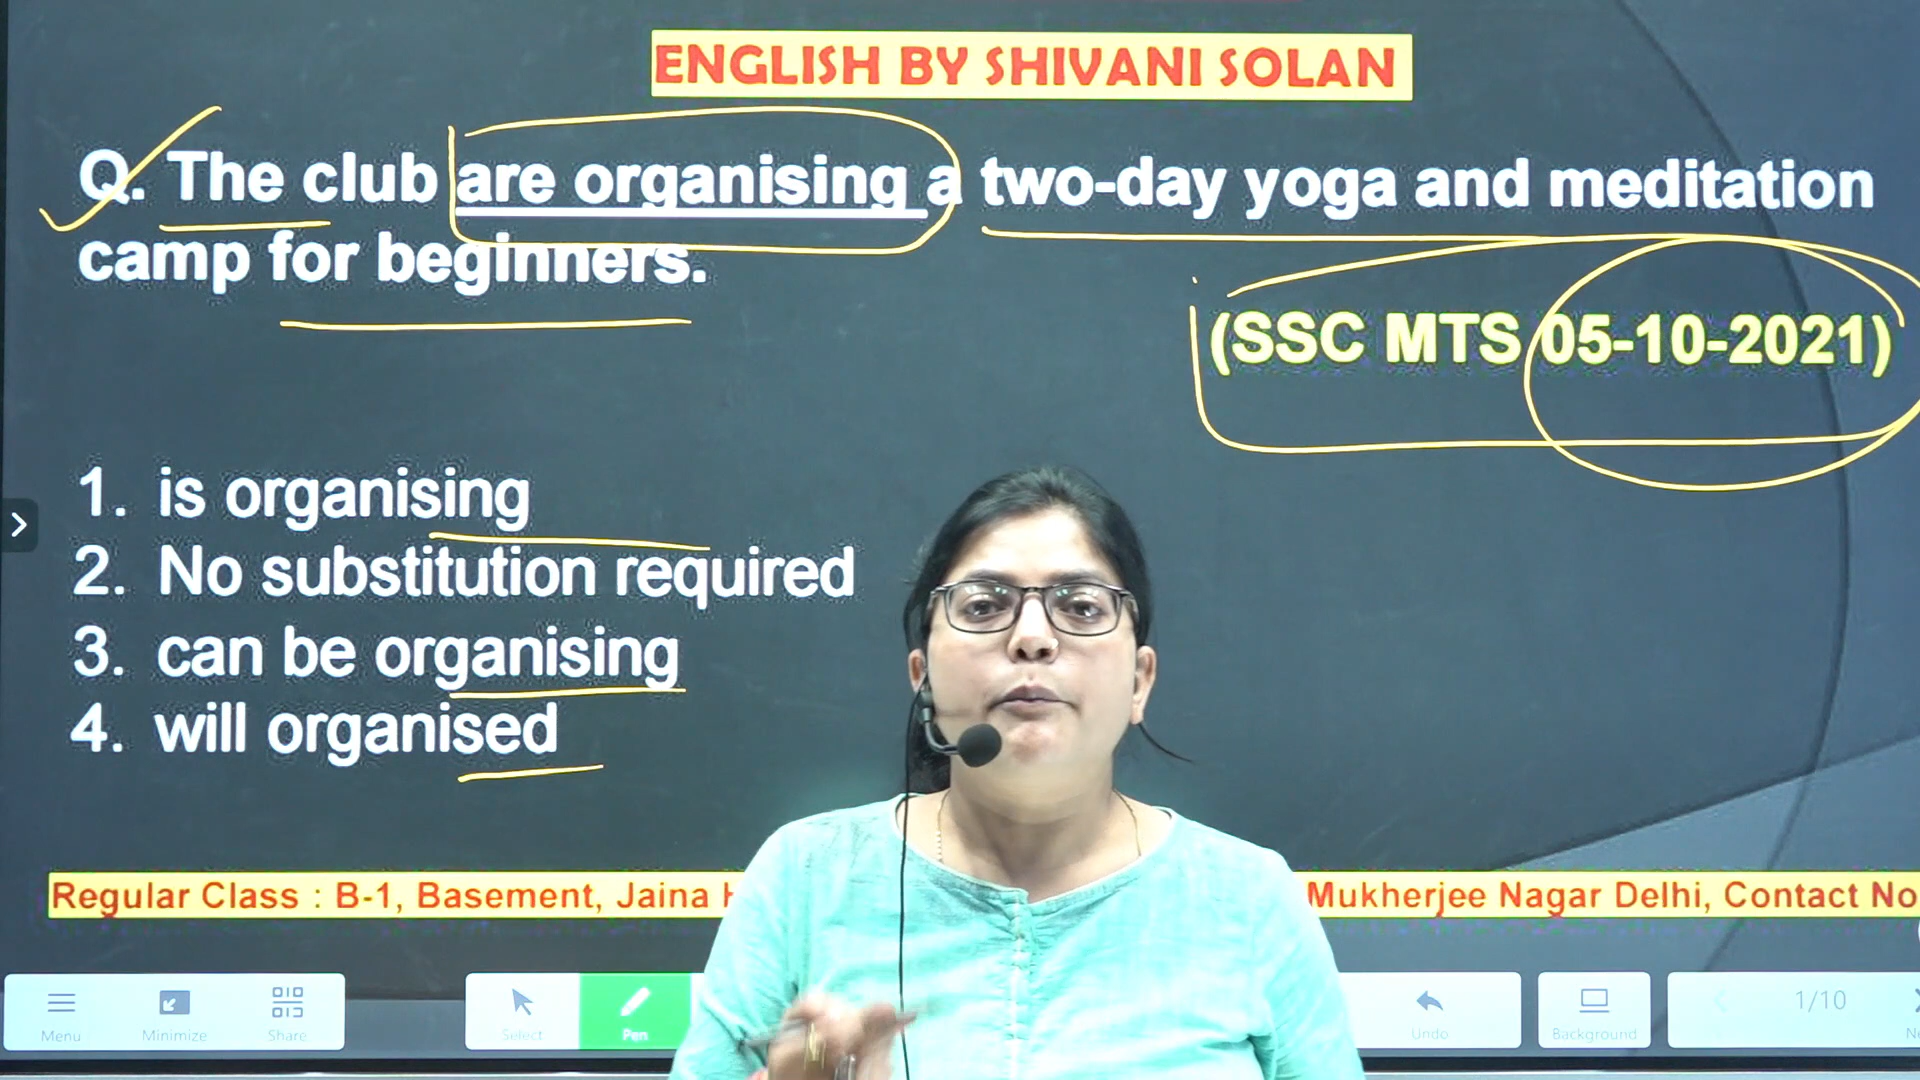 ENGLISH BY SHIVANI SOLAN
Q. The club are organising a two-day yoga and meditation
camp for beginners.
(SSC MTS 05-10-2021)
1. is organising
2. No substitution required
3. can be organising
4. will organised
Regular Class : B-1, Basement, Jaina Mukherjee Nagar Delhi, Contact No
Menu Minimize Share Select Pen Undo Background 1/10